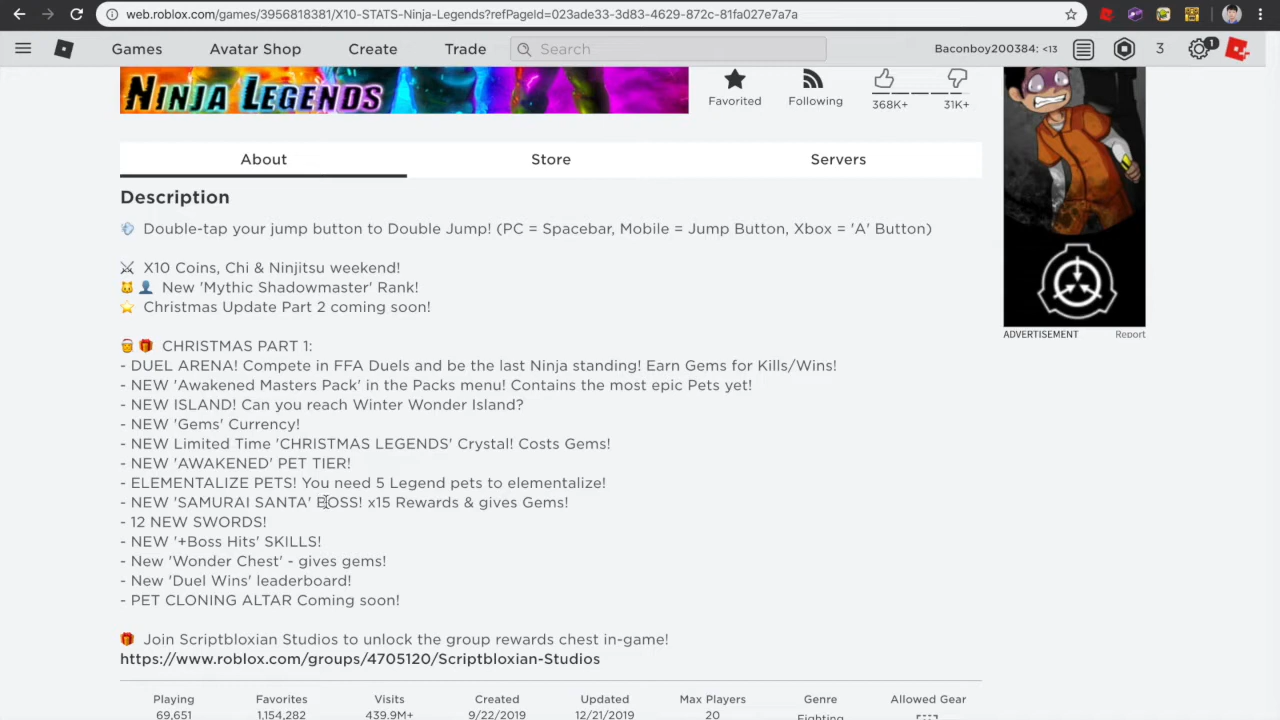 web.roblox.com/games/3956818381/X10-STATS-Ninja-Legends?refPageId=023ade33-3d83-4629-872c-81fa027e7a7a
Games Avatar Shop Create Trade Search Baconboy200384: <13 3 1
NINJA LEGENDS
Favorited Following 368K+ 31K+
About Store Servers
Description
Double-tap your jump button to Double Jump! (PC = Spacebar, Mobile = Jump Button, Xbox = 'A' Button)
X10 Coins, Chi & Ninjitsu weekend!
New 'Mythic Shadowmaster' Rank!
Christmas Update Part 2 coming soon!
CHRISTMAS PART 1:
- DUEL ARENA! Compete in FFA Duels and be the last Ninja standing! Earn Gems for Kills/Wins!
- NEW 'Awakened Masters Pack' in the Packs menu! Contains the most epic Pets yet!
- NEW ISLAND! Can you reach Winter Wonder Island?
- NEW 'Gems' Currency!
- NEW Limited Time 'CHRISTMAS LEGENDS' Crystal! Costs Gems!
- NEW 'AWAKENED' PET TIER!
- ELEMENTALIZE PETS! You need 5 Legend pets to elementalize!
- NEW 'SAMURAI SANTA' BOSS! x15 Rewards & gives Gems!
- 12 NEW SWORDS!
- NEW '+Boss Hits' SKILLS!
- New 'Wonder Chest' - gives gems!
- New 'Duel Wins' leaderboard!
- PET CLONING ALTAR Coming soon!
Join Scriptbloxian Studios to unlock the group rewards chest in-game!
https://www.roblox.com/groups/4705120/Scriptbloxian-Studios
ADVERTISEMENT Report
Playing Favorites Visits Created Updated Max Players Genre Allowed Gear
69,651 1,154,282 439.9M+ 9/22/2019 12/21/2019 20 Fighting